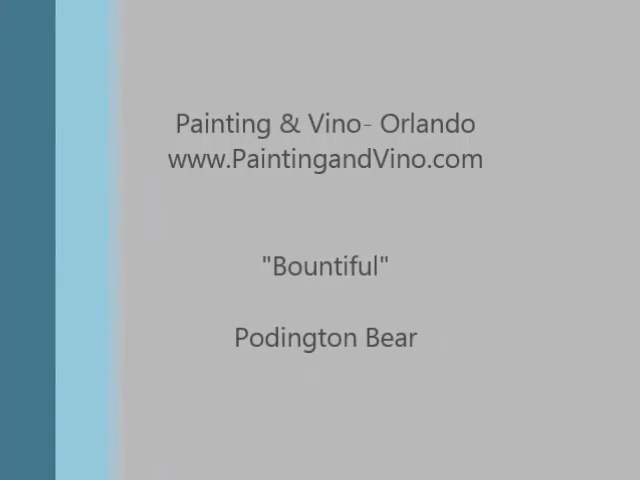 Painting & Vino- Orlando
www.PaintingandVino.com
"Bountiful"
Podington Bear